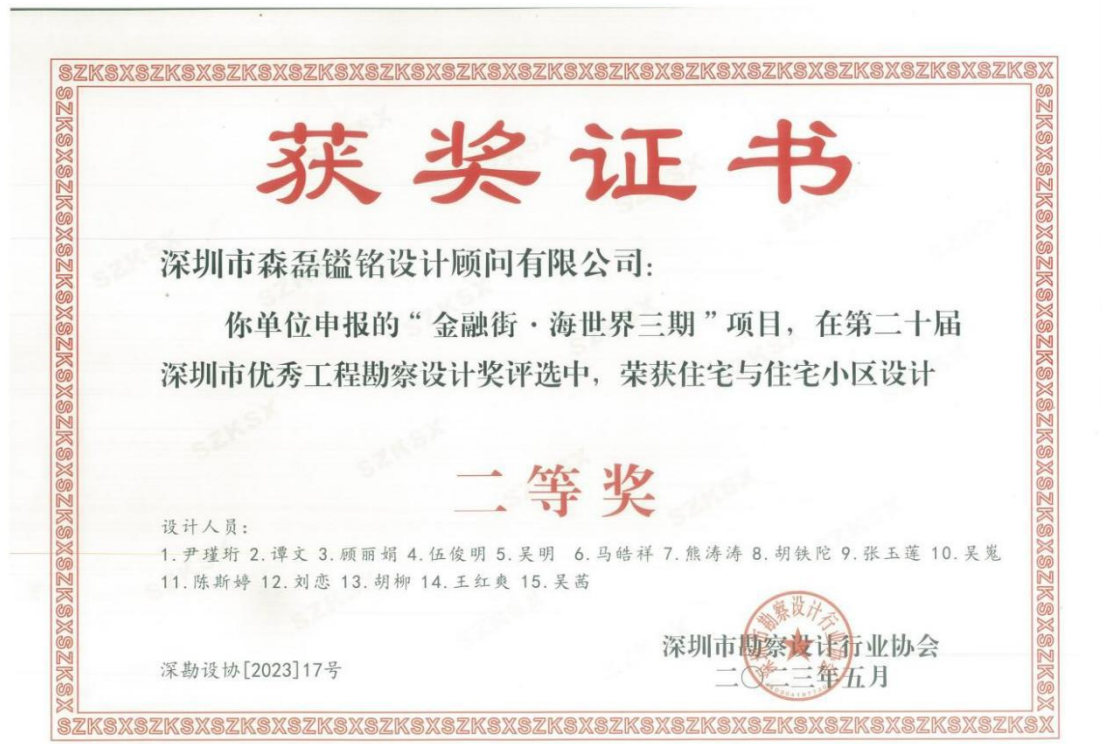 SZKSXSZKSXSZKSXSZKSXSZKSXSZKSXSZKSXSZKSXSZKSXSZKSXSZKSXSZKSXSZKSX
获奖证书
深圳市森磊镒铭设计顾问有限公司:
你单位申报的“金融街·海世界三期”项目，在第二十届
深圳市优秀工程勘察设计奖评选中，荣获住宅与住宅小区设计
二等奖
设计人员:
1.尹瑾珩 2.谭文 3.顾丽娟 4.伍俊明 5.吴明 6.马皓祥 7.熊涛涛 8.胡铁陀 9.张玉莲 10.吴嵬
11.陈斯婷 12.刘恋 13.胡柳 14.王红爽 15.吴茜
深圳市勘察设计行业协会
深勘设协[2023]17号
二〇二三年五月
SZKSXSZKSXSZKSXSZKSXSZKSXSZKSXSZKSXSZKSXSZKSXSZKSXSZKSXSZKSXSZKSX